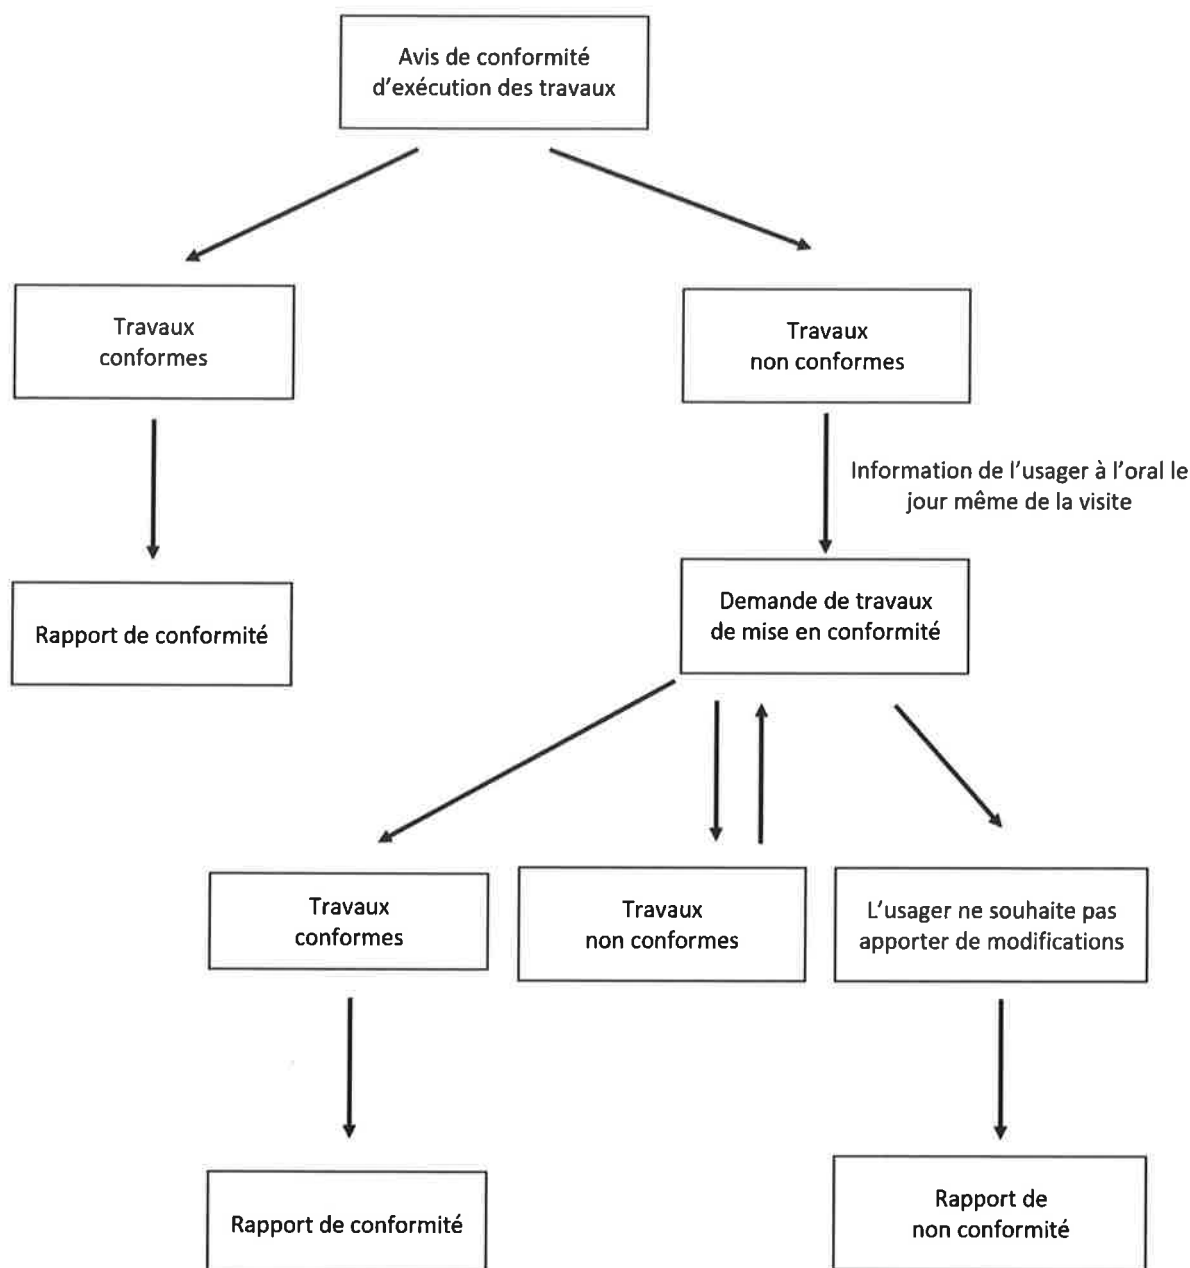 Avis de conformité
d'exécution des travaux
Travaux
conformes
Travaux
non conformes
Information de l'usager à l'oral le
jour même de la visite
Rapport de conformité
Demande de travaux
de mise en conformité
Travaux
conformes
Travaux
non conformes
L'usager ne souhaite pas
apporter de modifications
Rapport de conformité
Rapport de
non conformité